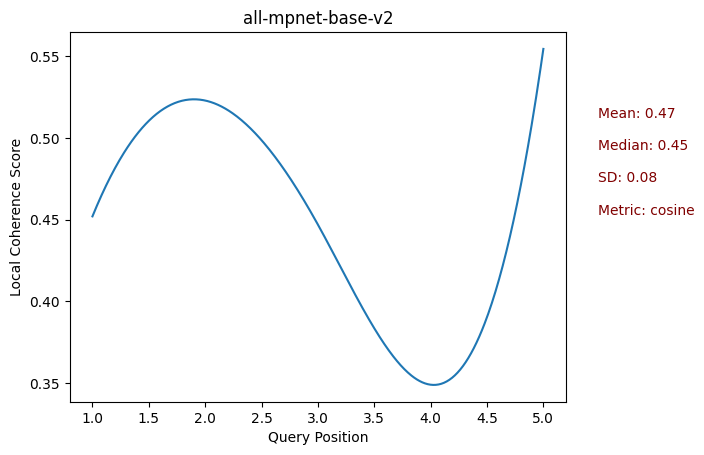 all-mpnet-base-v2
0.55
0.50
0.45
0.40
0.35
Local Coherence Score
1.0 1.5 2.0 2.5 3.0 3.5 4.0 4.5 5.0
Query Position
Mean: 0.47
Median: 0.45
SD: 0.08
Metric: cosine